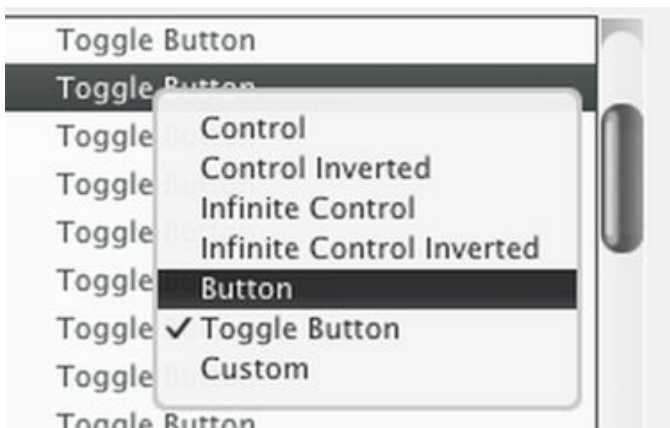 Toggle Button
Toggle Button
Toggle
Control
Control Inverted
Toggle
Infinite Control
Toggle
Infinite Control Inverted
Toggle
Button
Toggle
✓ Toggle Button
Toggle
Custom
Toggle Button